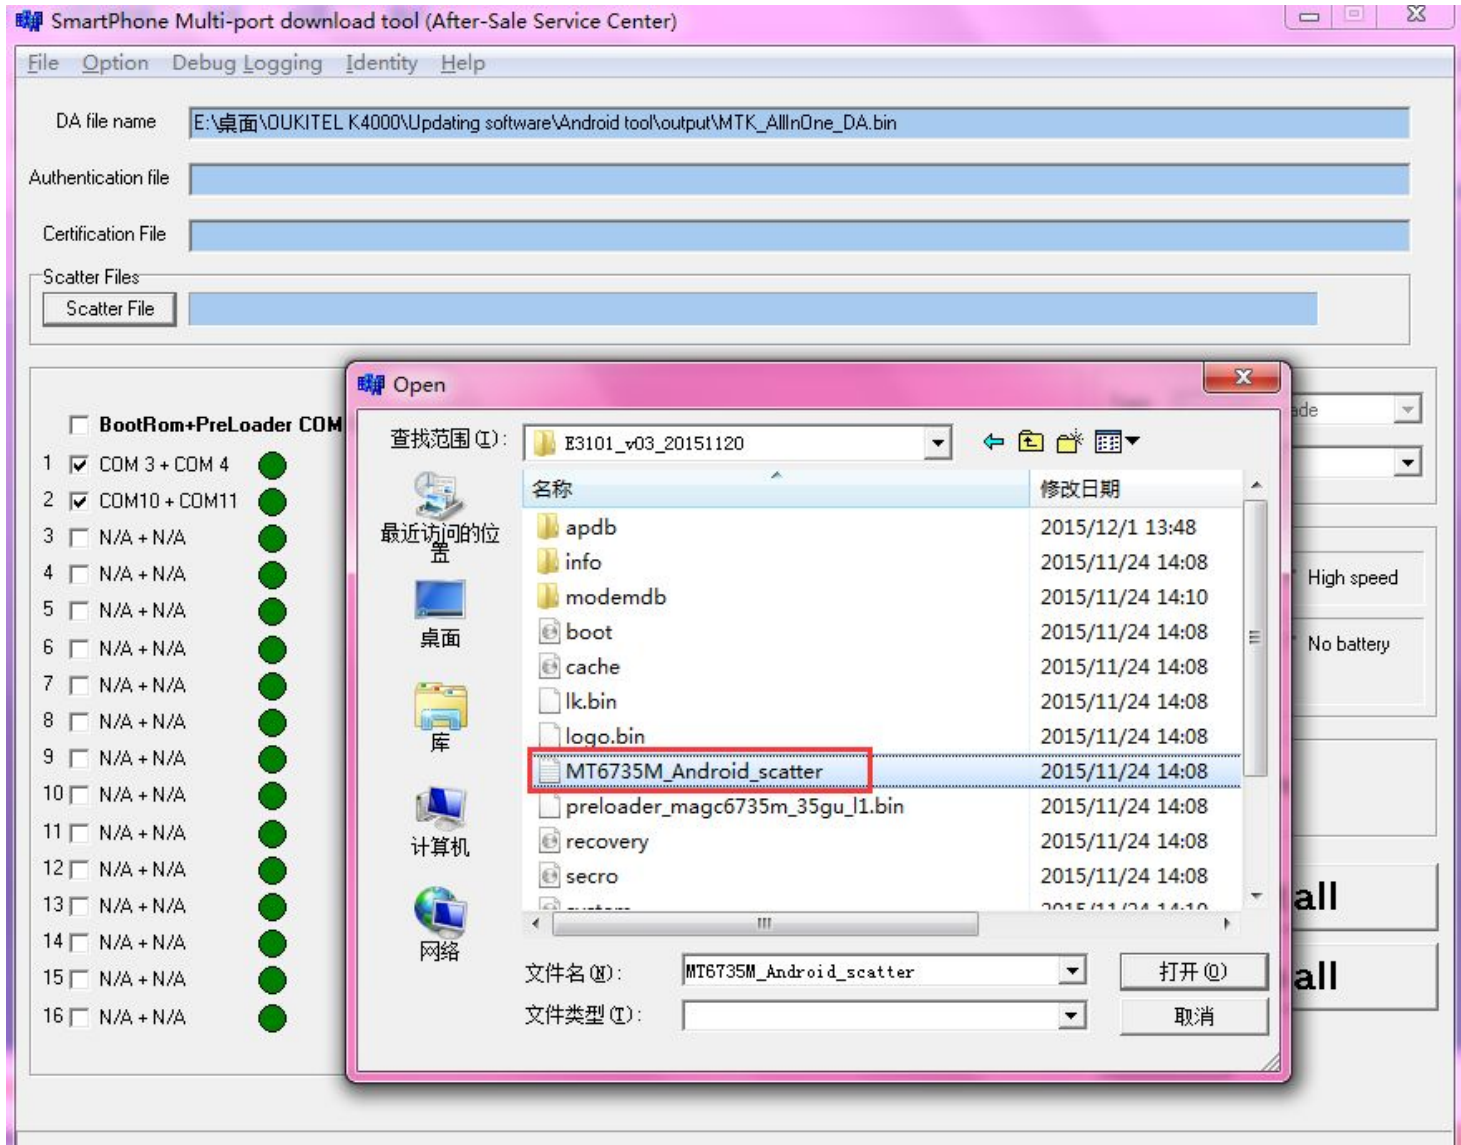 SmartPhone Multi-port download tool (After-Sale Service Center)
File Option Debug Logging Identity Help
DA file name E:\桌面\OUKITEL K4000\Updating software\Android tool\output\MTK_AllInOne_DA.bin
Authentication file
Certification File
Scatter Files
Scatter File
Open
BootRom+PreLoader COM
1 COM 3 + COM 4
2 COM10 + COM11
3 N/A + N/A
4 N/A + N/A
5 N/A + N/A
6 N/A + N/A
7 N/A + N/A
8 N/A + N/A
9 N/A + N/A
10 N/A + N/A
11 N/A + N/A
12 N/A + N/A
13 N/A + N/A
14 N/A + N/A
15 N/A + N/A
16 N/A + N/A
查找范围(I): E3101_v03_20151120
最近访问的位
置
桌面
库
计算机
网络
名称 修改日期
apdb 2015/12/1 13:48
info 2015/11/24 14:08
modemdb 2015/11/24 14:10
boot 2015/11/24 14:08
cache 2015/11/24 14:08
lk.bin 2015/11/24 14:08
logo.bin 2015/11/24 14:08
MT6735M_Android_scatter 2015/11/24 14:08
preloader_magc6735m_35gu_l1.bin 2015/11/24 14:08
recovery 2015/11/24 14:08
secro 2015/11/24 14:08
文件名(N): MT6735M_Android_scatter 打开(O)
文件类型(T): 取消
High speed
No battery
all
all